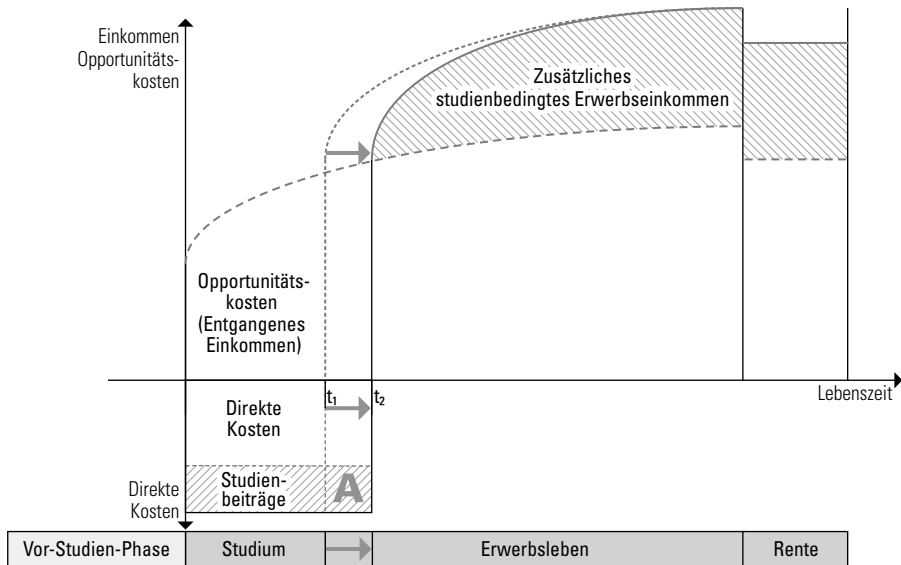 Einkommen
Opportunitäts-
kosten
Zusätzliches
studienbedingtes Erwerbseinkommen
Opportunitäts-
kosten
(Entgangenes
Einkommen)
t₁
t₂
Lebenszeit
Direkte
Kosten
Studien-
beiträge
A
Direkte
Kosten
Vor-Studien-Phase
Studium
Erwerbsleben
Rente